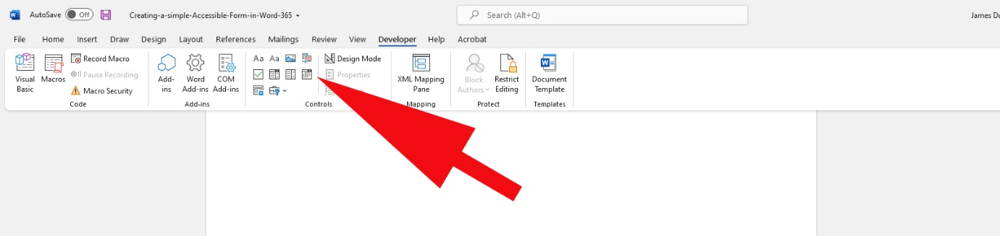 AutoSave Off Creating-a-simple-Accessible-Form-in-Word-365 Search (Alt+Q) James Du
File Home Insert Draw Design Layout References Mailings Review View Developer Help Acrobat
Visual Basic
Macros
Record Macro
Pause Recording
Macro Security
Code
Add-ins
Word Add-ins
COM Add-ins
Add-ins
Aa Aa
Design Mode
Properties
Controls
XML Mapping Pane
Mapping
Block Authors
Restrict Editing
Protect
Document Template
Templates